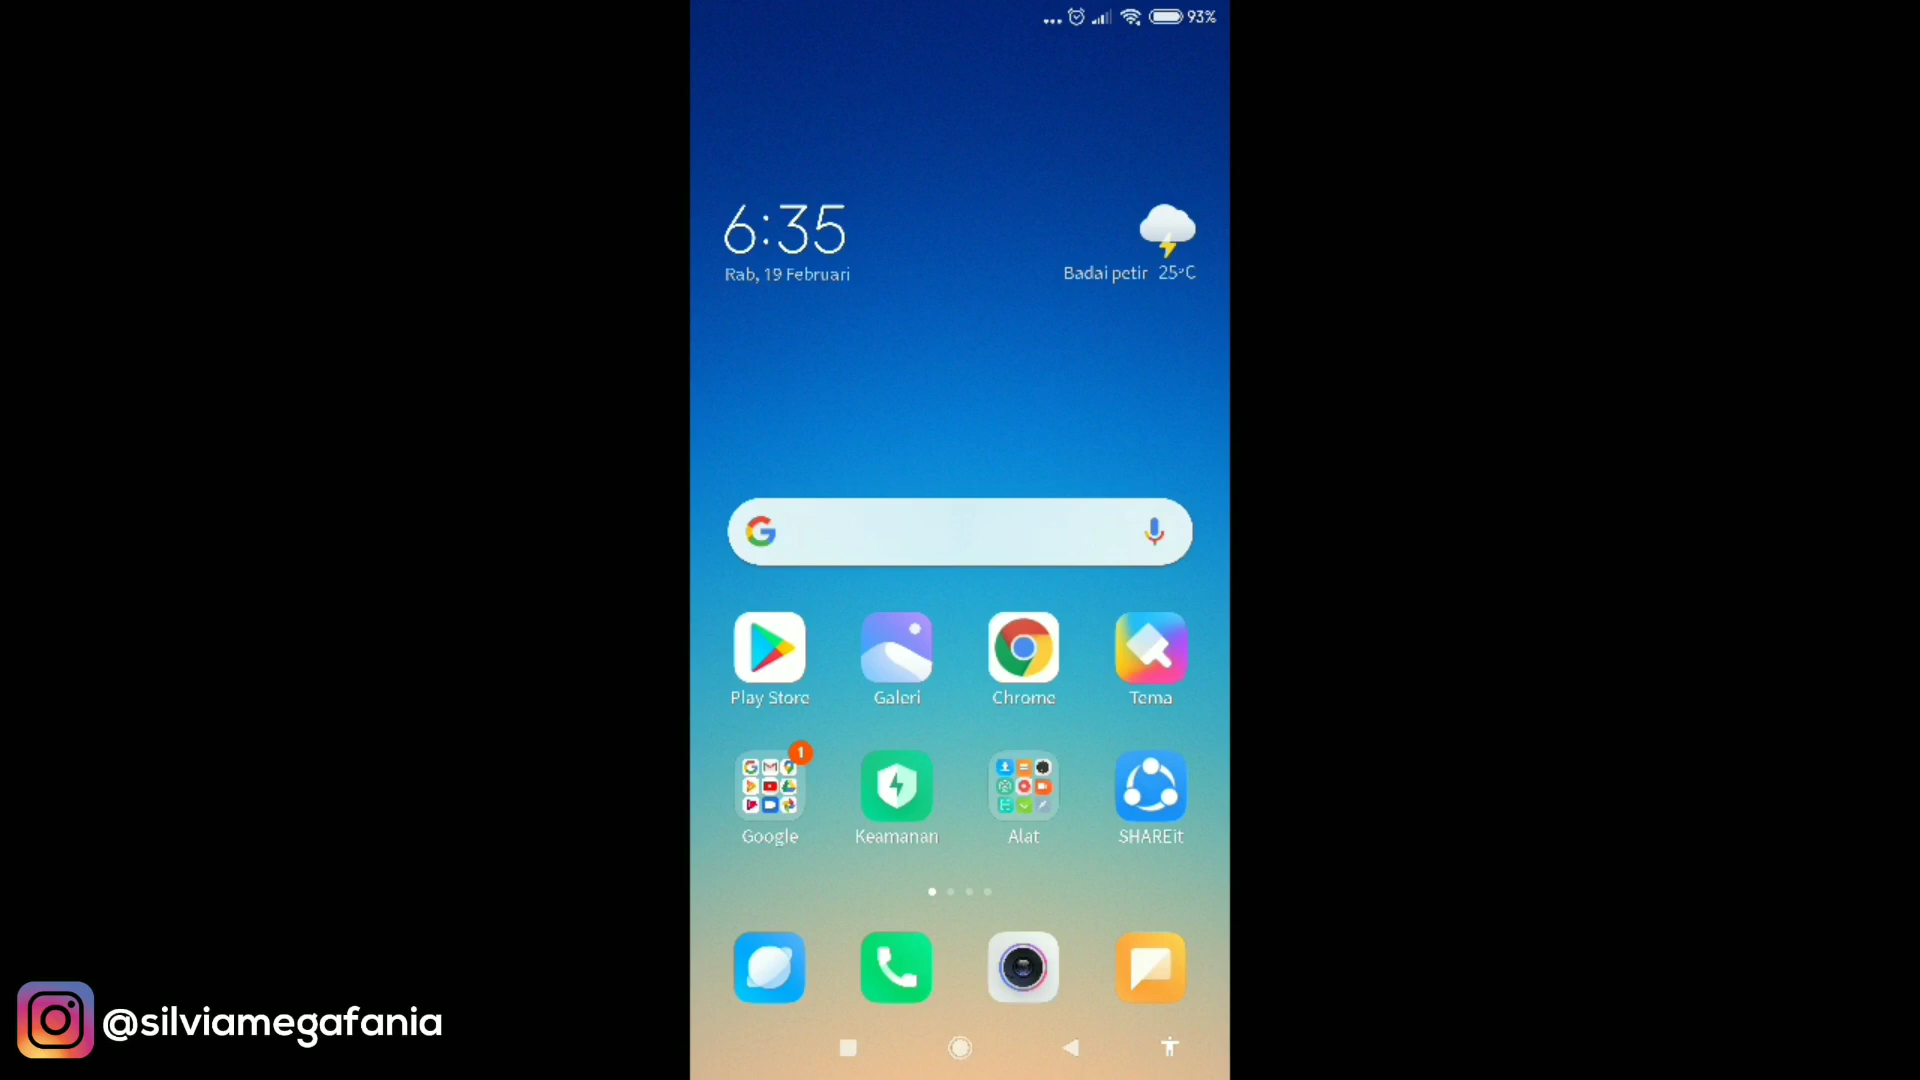 93%
6:35
Rab, 19 Februari
Badai petir 25°C
Play Store
Galeri
Chrome
Tema
1
Google
Keamanan
Alat
SHAREit
@silviamegafania